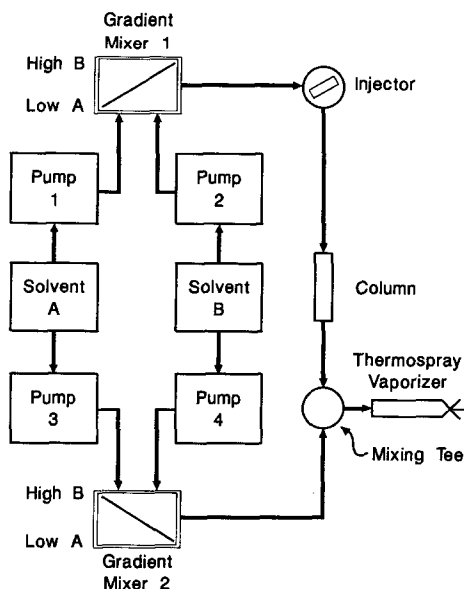 Gradient
Mixer 1
High B
Low A
Injector
Pump
1
Pump
2
Solvent
A
Solvent
B
Column
Thermospray
Vaporizer
Pump
3
Pump
4
Mixing Tee
High B
Low A
Gradient
Mixer 2